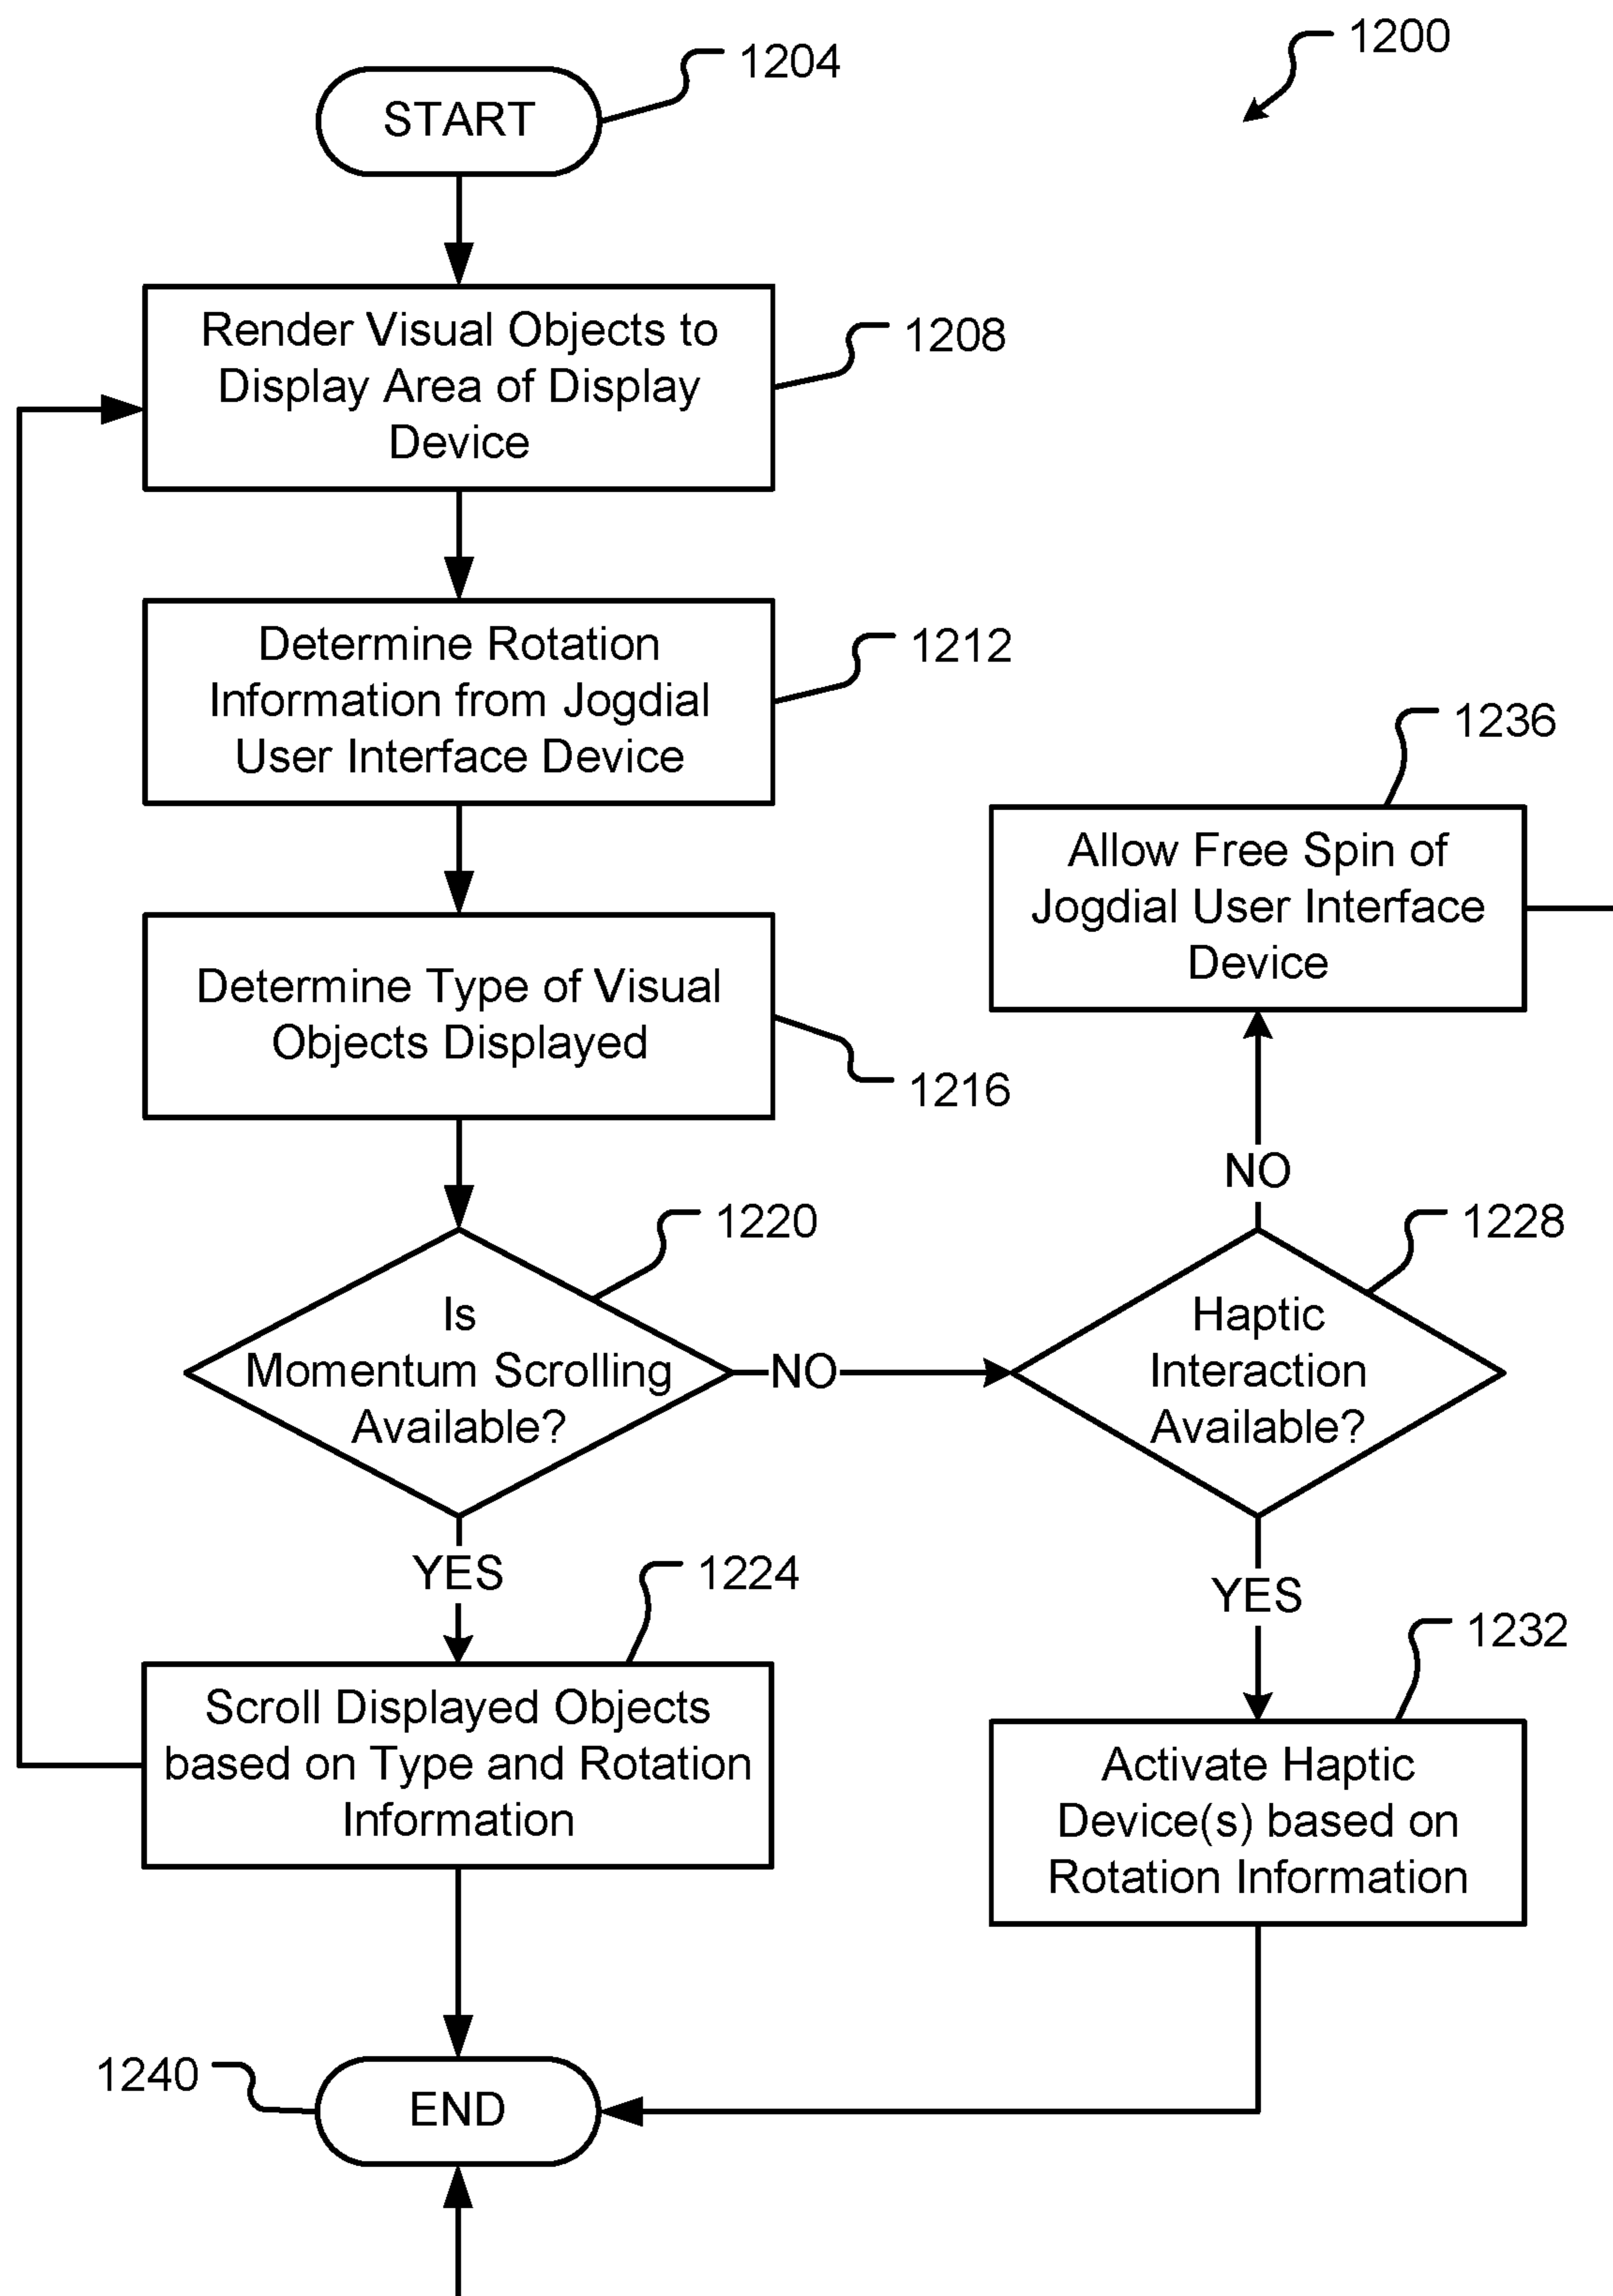 1200
START
1204
Render Visual Objects to
Display Area of Display
Device
1208
Determine Rotation
Information from Jogdial
User Interface Device
1212
Determine Type of Visual
Objects Displayed
1216
Is
Momentum Scrolling
Available?
1220
NO
YES
Scroll Displayed Objects
based on Type and Rotation
Information
1224
Haptic
Interaction
Available?
1228
NO
Allow Free Spin of
Jogdial User Interface
Device
1236
YES
Activate Haptic
Device(s) based on
Rotation Information
1232
END
1240